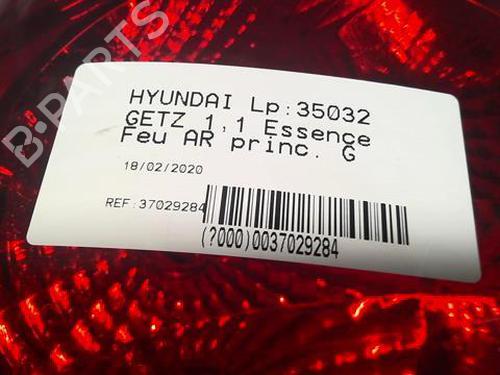 HYUNDAI Lp:35032
GETZ 1,1 Essence
Feu AR princ. G
18/02/2020
REF:37029284
(?000)0037029284
B-PARTS